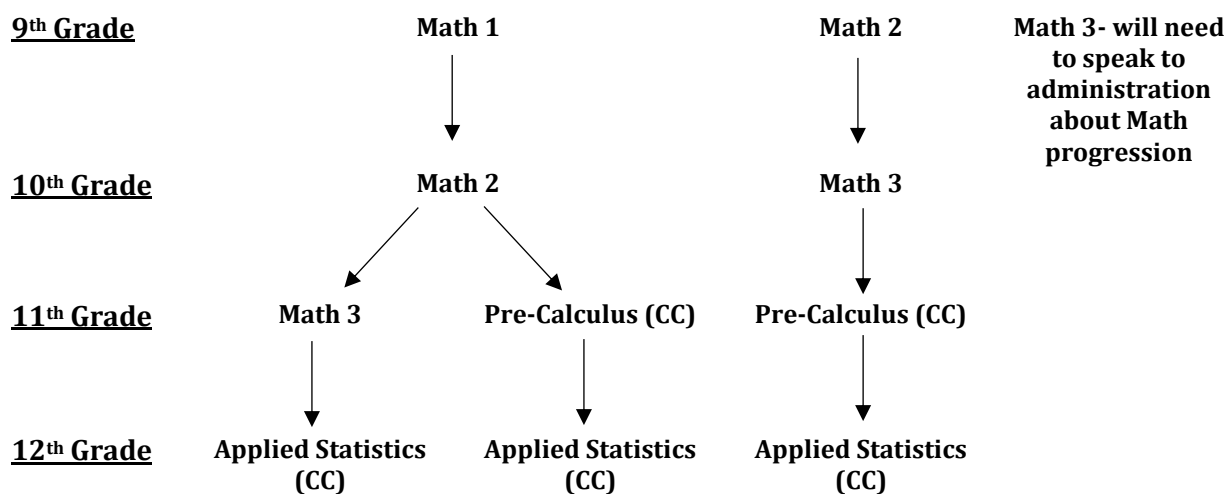 9th Grade Math 1 Math 2 Math 3- will need
to speak to
administration
about Math
progression
10th Grade Math 2 Math 3
11th Grade Math 3 Pre-Calculus (CC) Pre-Calculus (CC)
12th Grade Applied Statistics Applied Statistics Applied Statistics
(CC) (CC) (CC)